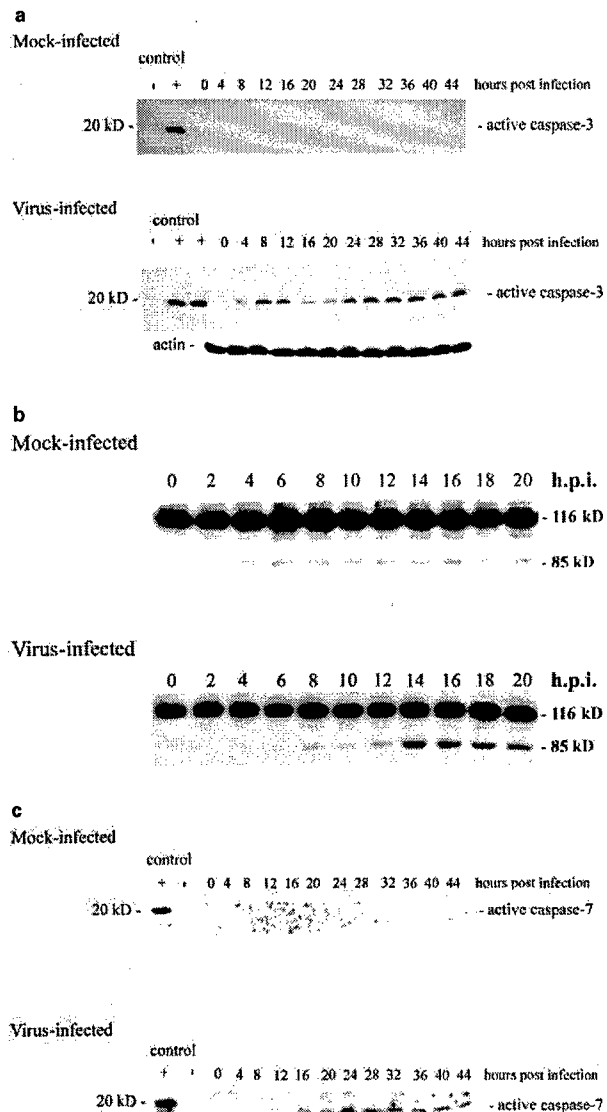 a
Mock-infected
control
- + 0 4 8 12 16 20 24 28 32 36 40 44 hours post infection
20 kD - - active caspase-3
Virus-infected
control
- + + 0 4 8 12 16 20 24 28 32 36 40 44 hours post infection
20 kD - - active caspase-3
actin -
b
Mock-infected
0 2 4 6 8 10 12 14 16 18 20 h.p.i.
- 116 kD
- 85 kD
Virus-infected
0 2 4 6 8 10 12 14 16 18 20 h.p.i.
- 116 kD
- 85 kD
c
Mock-infected
control
+ - 0 4 8 12 16 20 24 28 32 36 40 44 hours post infection
20 kD - - active caspase-7
Virus-infected
control
+ - 0 4 8 12 16 20 24 28 32 36 40 44 hours post infection
20 kD - - active caspase-7